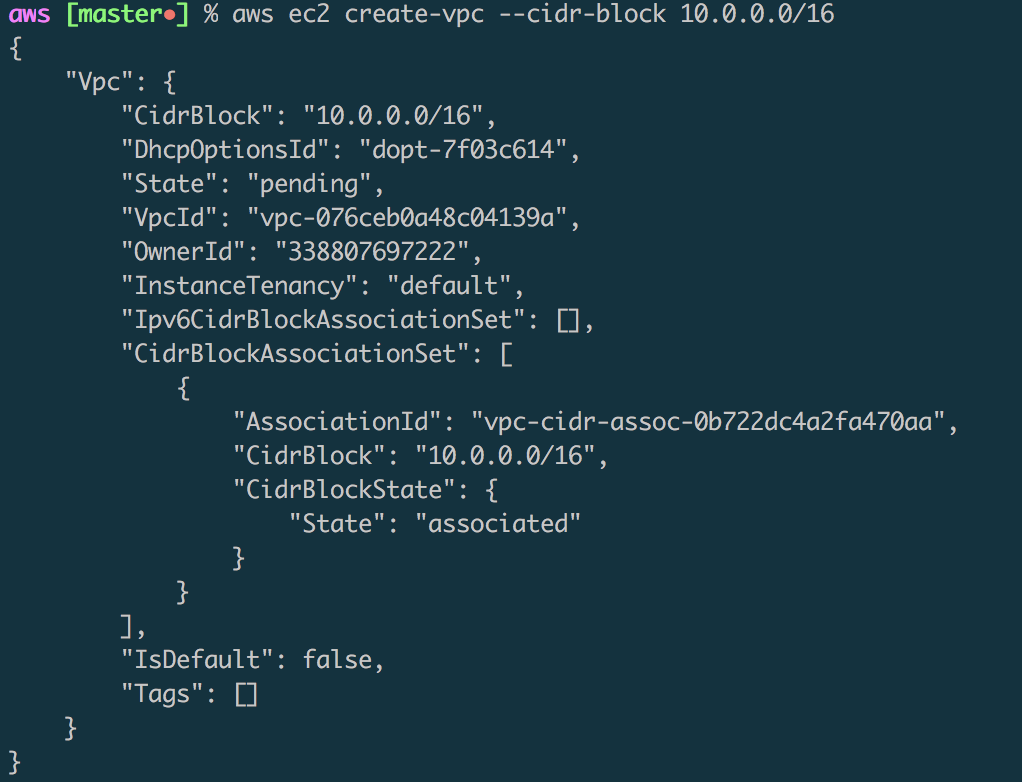 aws [master●] % aws ec2 create-vpc --cidr-block 10.0.0.0/16
{
    "Vpc": {
        "CidrBlock": "10.0.0.0/16",
        "DhcpOptionsId": "dopt-7f03c614",
        "State": "pending",
        "VpcId": "vpc-076ceb0a48c04139a",
        "OwnerId": "338807697222",
        "InstanceTenancy": "default",
        "Ipv6CidrBlockAssociationSet": [],
        "CidrBlockAssociationSet": [
            {
                "AssociationId": "vpc-cidr-assoc-0b722dc4a2fa470aa",
                "CidrBlock": "10.0.0.0/16",
                "CidrBlockState": {
                    "State": "associated"
                }
            }
        ],
        "IsDefault": false,
        "Tags": []
    }
}